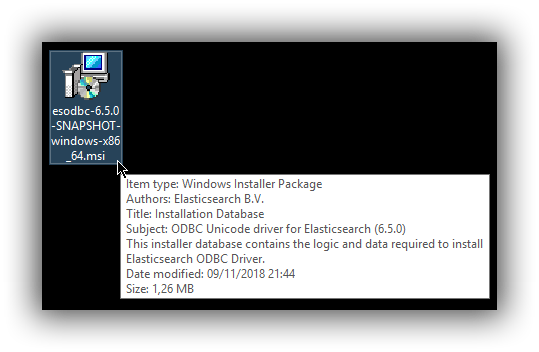 esodbc-6.5.0
-SNAPSHOT-
windows-x86
_64.msi
Item type: Windows Installer Package
Authors: Elasticsearch B.V.
Title: Installation Database
Subject: ODBC Unicode driver for Elasticsearch (6.5.0)
This installer database contains the logic and data required to install
Elasticsearch ODBC Driver.
Date modified: 09/11/2018 21:44
Size: 1,26 MB